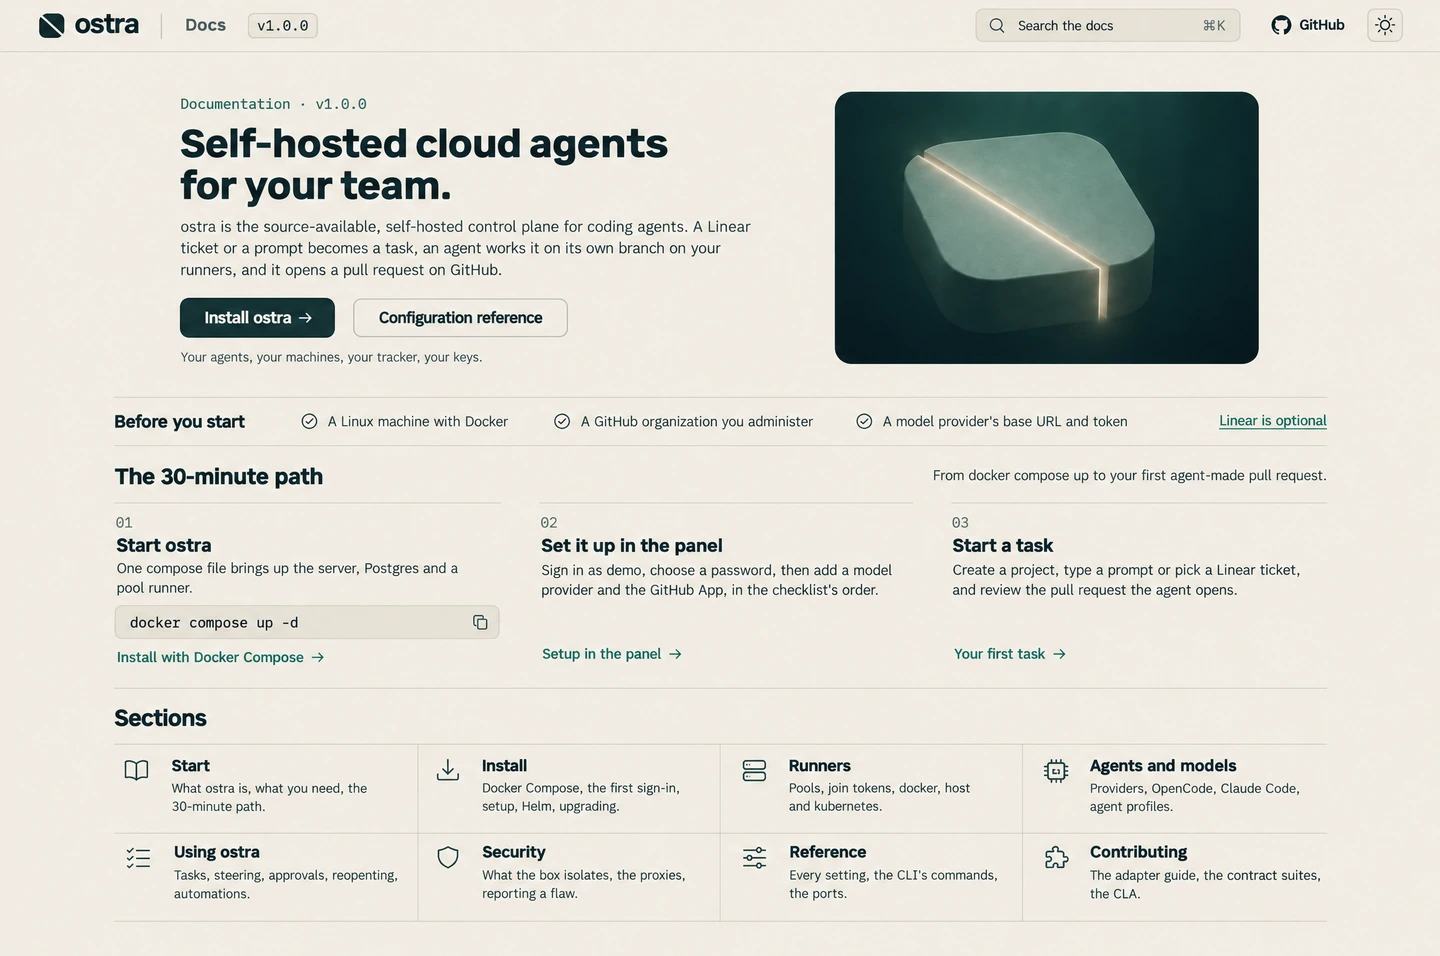 ostra
Docs
v1.0.0
Search the docs
⌘K
GitHub
Documentation · v1.0.0
Self-hosted cloud agents
for your team.
ostra is the source-available, self-hosted control plane for coding agents. A Linear
ticket or a prompt becomes a task, an agent works it on its own branch on your
runners, and it opens a pull request on GitHub.
Install ostra →
Configuration reference
Your agents, your machines, your tracker, your keys.
Before you start
A Linux machine with Docker
A GitHub organization you administer
A model provider's base URL and token
Linear is optional
The 30-minute path
From docker compose up to your first agent-made pull request.
01
Start ostra
One compose file brings up the server, Postgres and a
pool runner.
docker compose up -d
Install with Docker Compose →
02
Set it up in the panel
Sign in as demo, choose a password, then add a model
provider and the GitHub App, in the checklist's order.
Setup in the panel →
03
Start a task
Create a project, type a prompt or pick a Linear ticket,
and review the pull request the agent opens.
Your first task →
Sections
Start
What ostra is, what you need, the
30-minute path.
Install
Docker Compose, the first sign-in,
setup, Helm, upgrading.
Runners
Pools, join tokens, docker, host
and kubernetes.
Agents and models
Providers, OpenCode, Claude Code,
agent profiles.
Using ostra
Tasks, steering, approvals, reopening,
automations.
Security
What the box isolates, the proxies,
reporting a flaw.
Reference
Every setting, the CLI's commands,
the ports.
Contributing
The adapter guide, the contract suites,
the CLA.